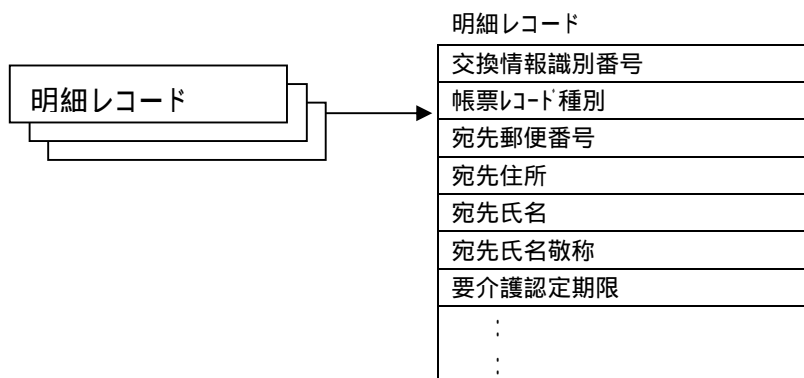 明細レコード
明細レコード
交換情報識別番号
帳票ﾚｺｰﾄﾞ種別
宛先郵便番号
宛先住所
宛先氏名
宛先氏名敬称
要介護認定期限
:
: